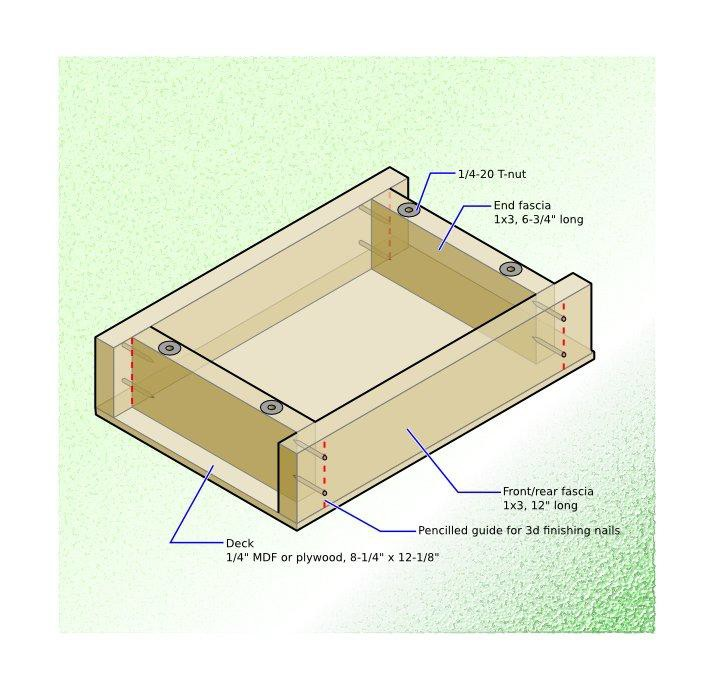 1/4-20 T-nut
End fascia
1x3, 6-3/4" long
Front/rear fascia
1x3, 12" long
Pencilled guide for 3d finishing nails
Deck
1/4" MDF or plywood, 8-1/4" x 12-1/8"